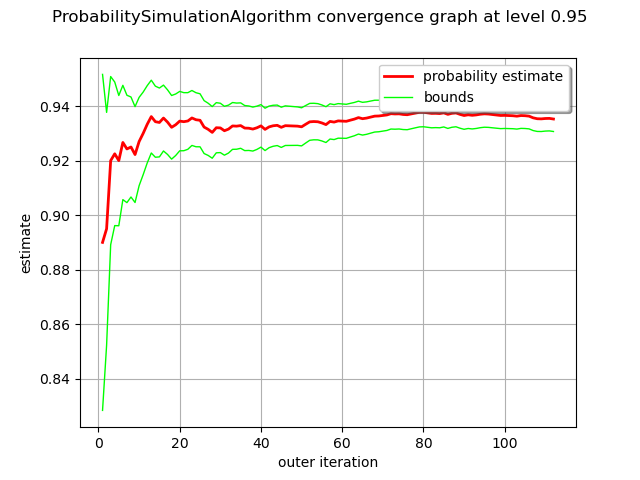 ProbabilitySimulationAlgorithm convergence graph at level 0.95
probability estimate
bounds
0.94
0.92
0.90
0.88
0.86
0.84
estimate
0
20
40
60
80
100
outer iteration